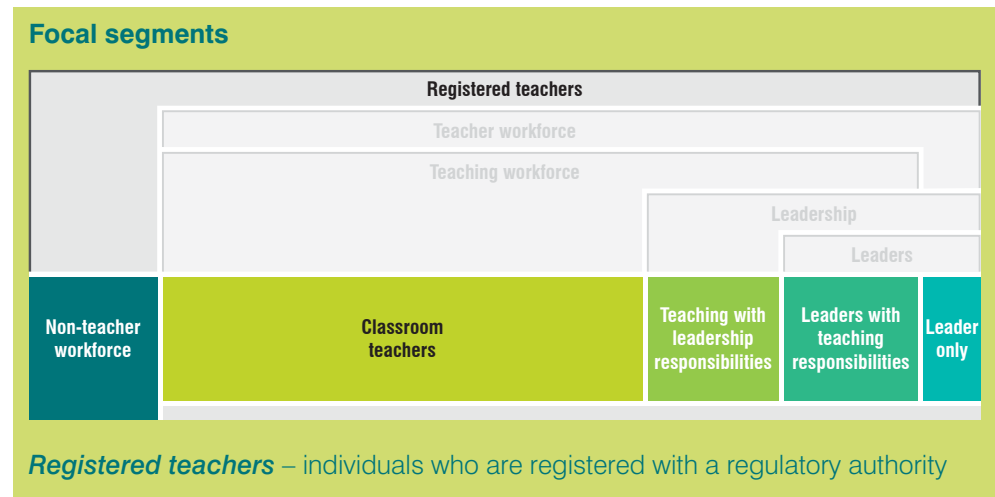 Focal segments
Registered teachers
Teacher workforce
Teaching workforce
Leadership
Leaders
Non-teacher
workforce
Classroom
teachers
Teaching with
leadership
responsibilities
Leaders with
teaching
responsibilities
Leader
only
Registered teachers – individuals who are registered with a regulatory authority